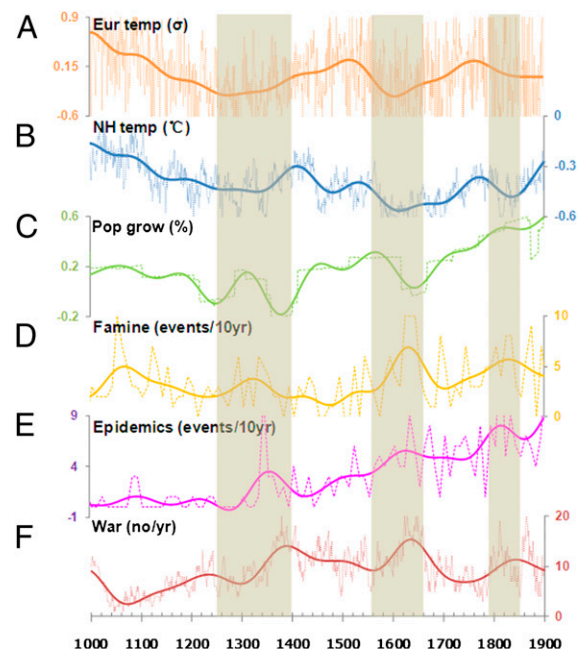 A
0.9
Eur temp (σ)
0.15
-0.6
0
B
NH temp (℃)
-0.3
-0.6
C
0.6
Pop grow (%)
0.2
-0.2
D
10
Famine (events/10yr)
5
0
E
9
Epidemics (events/10yr)
4
-1
F
20
War (no/yr)
10
0
1000 1100 1200 1300 1400 1500 1600 1700 1800 1900